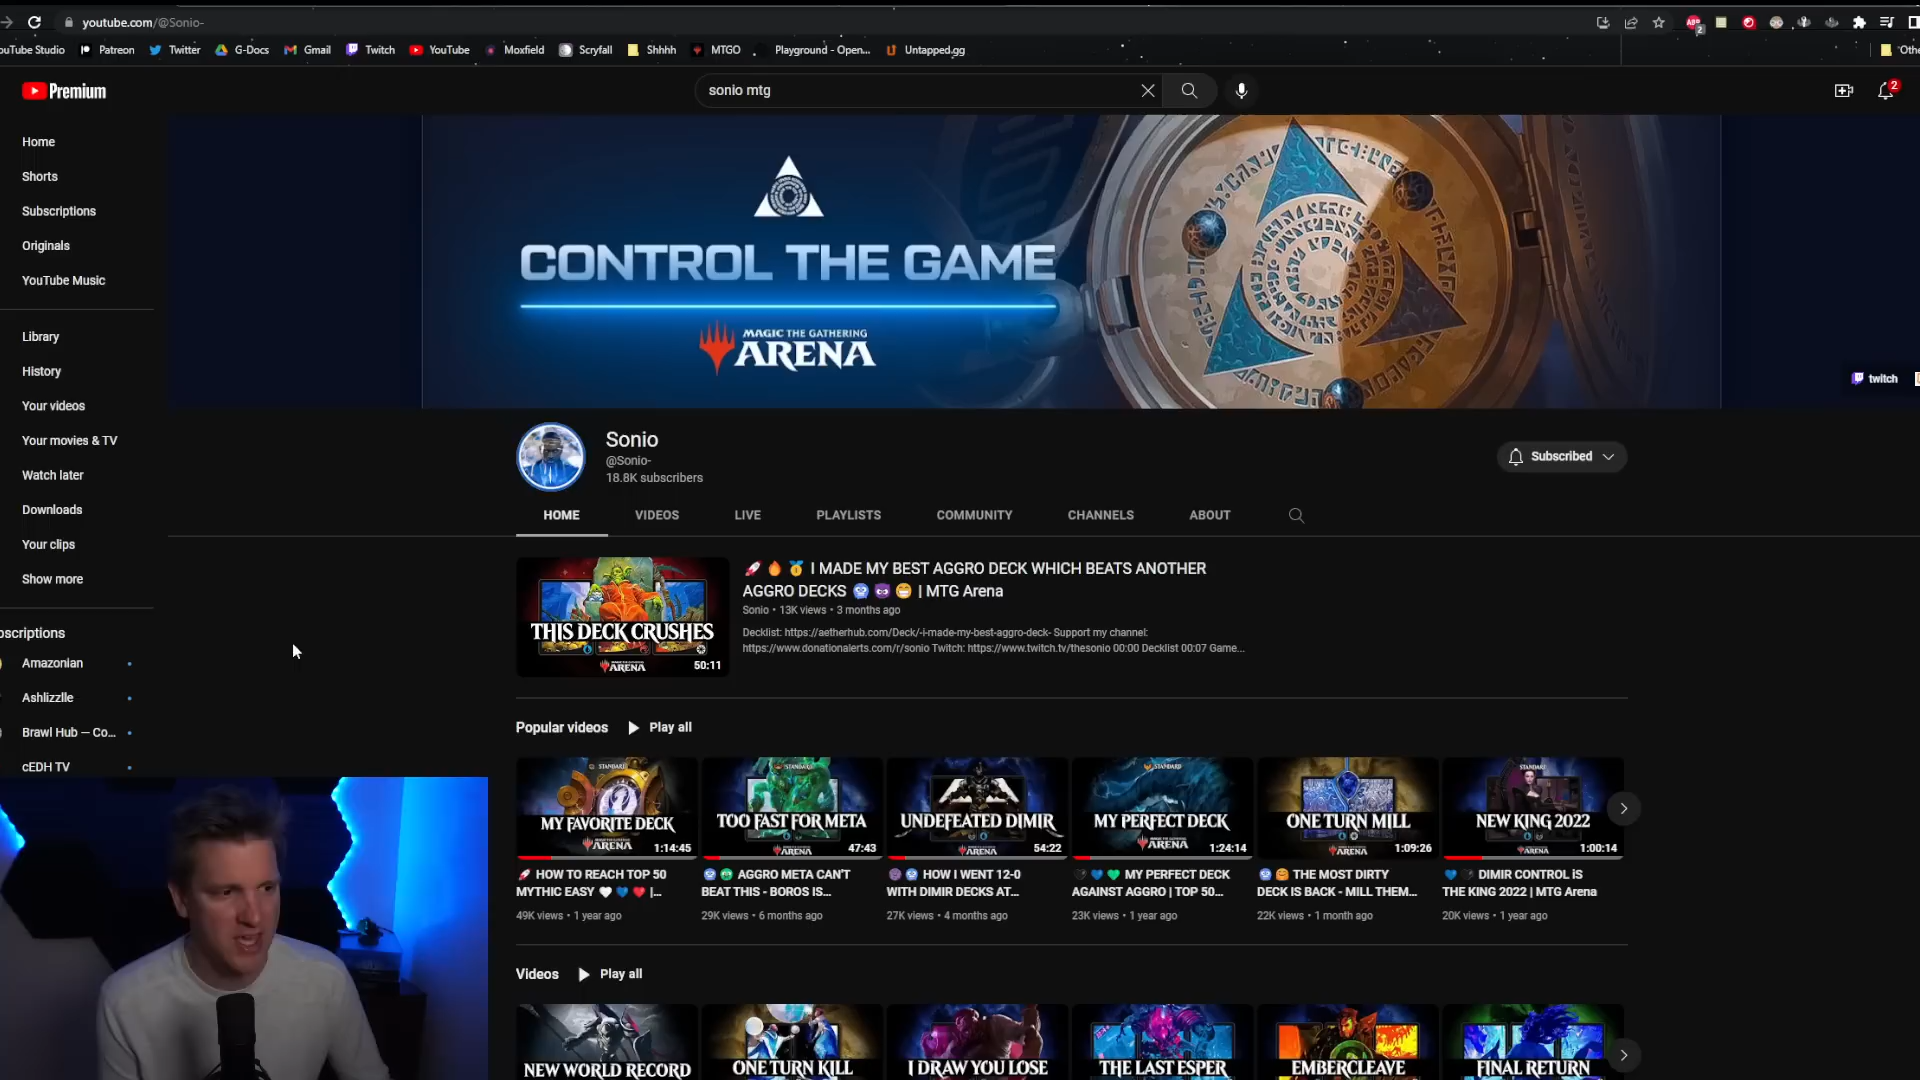 youtube.com/@Sonio-
YouTube Studio
Patreon
Twitter
G-Docs
Gmail
Twitch
YouTube
Moxfield
Scryfall
Shhhh
MTGO
Playground - Open...
Untapped.gg
Premium
sonio mtg
2
Home
Shorts
Subscriptions
Originals
YouTube Music
Library
History
Your videos
Your movies & TV
Watch later
Downloads
Your clips
Show more
Amazonian
Ashlizzlle
Brawl Hub — Co...
cEDH TV
CONTROL THE GAME
MAGIC THE GATHERING
ARENA
twitch
Sonio
@Sonio-
18.8K subscribers
Subscribed
HOME
VIDEOS
LIVE
PLAYLISTS
COMMUNITY
CHANNELS
ABOUT
THIS DECK CRUSHES
ARENA
50:11
🚀 🔥 🥇 I MADE MY BEST AGGRO DECK WHICH BEATS ANOTHER
AGGRO DECKS 🥶 😈 😁 | MTG Arena
Sonio • 13K views • 3 months ago
Decklist: https://aetherhub.com/Deck/-i-made-my-best-aggro-deck- Support my channel:
https://www.donationalerts.com/r/sonio Twitch: https://www.twitch.tv/thesonio 00:00 Decklist 00:07 Game...
Popular videos
Play all
STANDARD
MY FAVORITE DECK
ARENA
1:14:45
🚀 HOW TO REACH TOP 50
MYTHIC EASY 🤍 💙 ❤️ |...
49K views • 1 year ago
STANDARD
TOO FAST FOR META
ARENA
47:43
AGGRO META CAN'T
BEAT THIS - BOROS IS...
29K views • 6 months ago
UNDEFEATED DIMIR
ARENA
54:22
HOW I WENT 12-0
WITH DIMIR DECKS AT...
27K views • 4 months ago
STANDARD
MY PERFECT DECK
ARENA
1:24:14
🖤 💙 💚 MY PERFECT DECK
AGAINST AGGRO | TOP 50...
23K views • 1 year ago
STANDARD
ONE TURN MILL
ARENA
1:09:26
THE MOST DIRTY
DECK IS BACK - MILL THEM...
22K views • 1 month ago
STANDARD
NEW KING 2022
ARENA
1:00:14
💙 🖤 DIMIR CONTROL iS
THE KING 2022 | MTG Arena
20K views • 1 year ago
Videos
Play all
NEW WORLD RECORD
ONE TURN KILL
I DRAW YOU LOSE
THE LAST ESPER
EMBERCLEAVE
FINAL RETURN